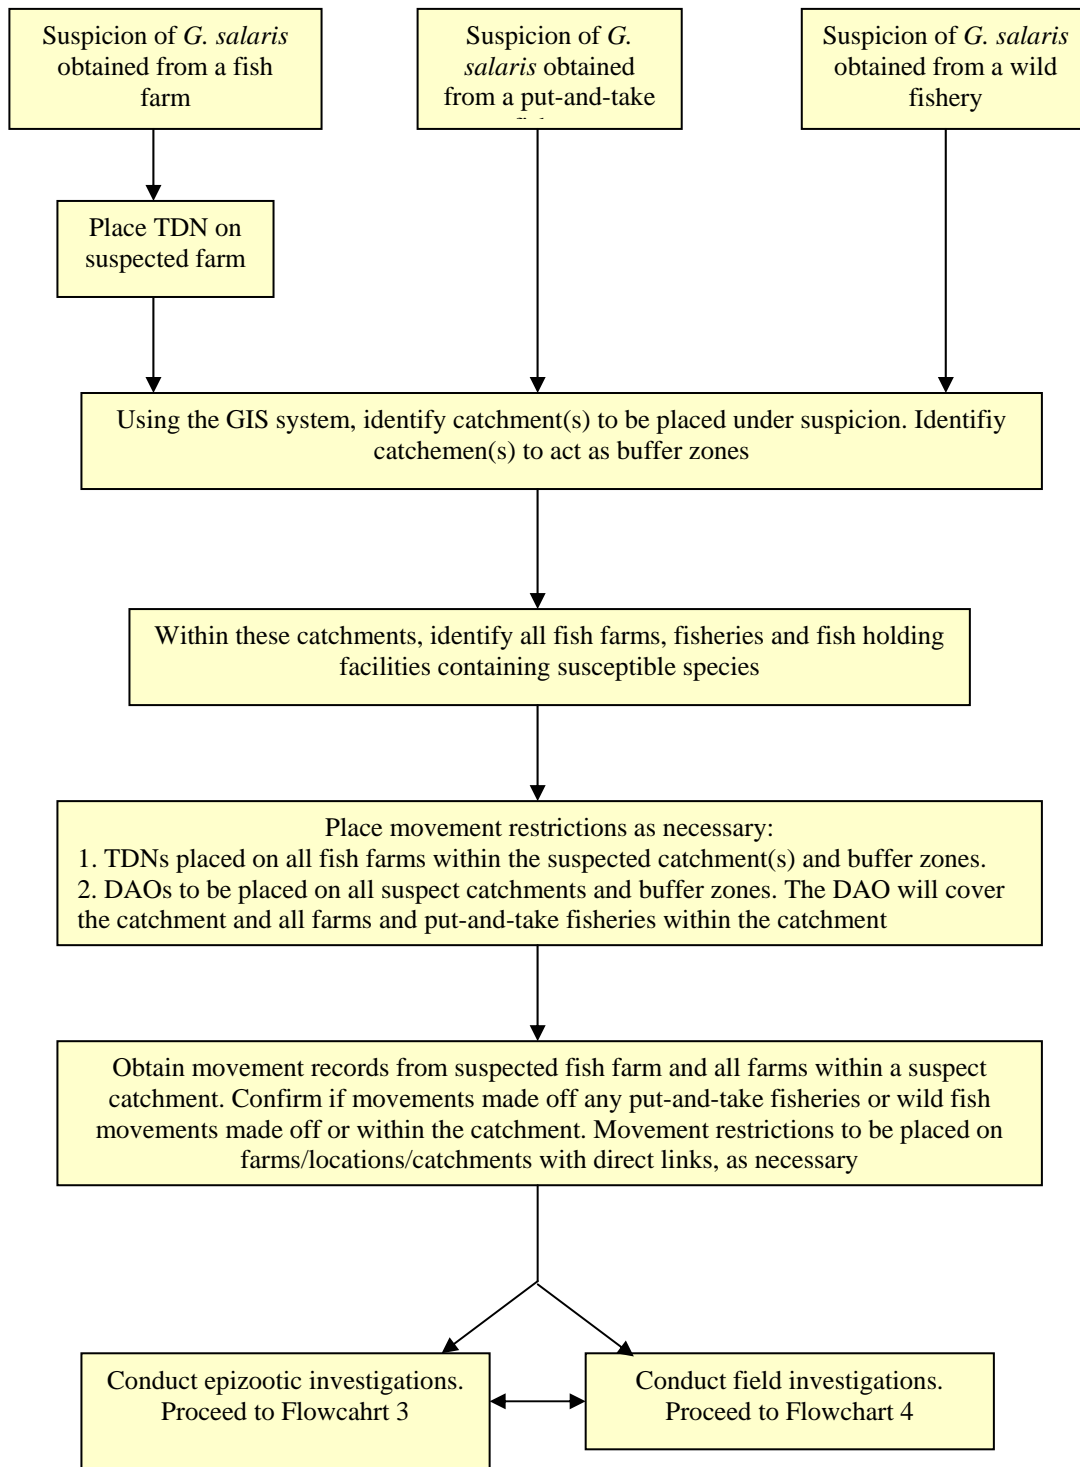 Suspicion of G. salaris
obtained from a fish
farm
Suspicion of G.
salaris obtained
from a put-and-take
Suspicion of G. salaris
obtained from a wild
fishery
Place TDN on
suspected farm
Using the GIS system, identify catchment(s) to be placed under suspicion. Identifiy
catchemen(s) to act as buffer zones
Within these catchments, identify all fish farms, fisheries and fish holding
facilities containing susceptible species
Place movement restrictions as necessary:
1. TDNs placed on all fish farms within the suspected catchment(s) and buffer zones.
2. DAOs to be placed on all suspect catchments and buffer zones. The DAO will cover
the catchment and all farms and put-and-take fisheries within the catchment
Obtain movement records from suspected fish farm and all farms within a suspect
catchment. Confirm if movements made off any put-and-take fisheries or wild fish
movements made off or within the catchment. Movement restrictions to be placed on
farms/locations/catchments with direct links, as necessary
Conduct epizootic investigations.
Proceed to Flowcahrt 3
Conduct field investigations.
Proceed to Flowchart 4